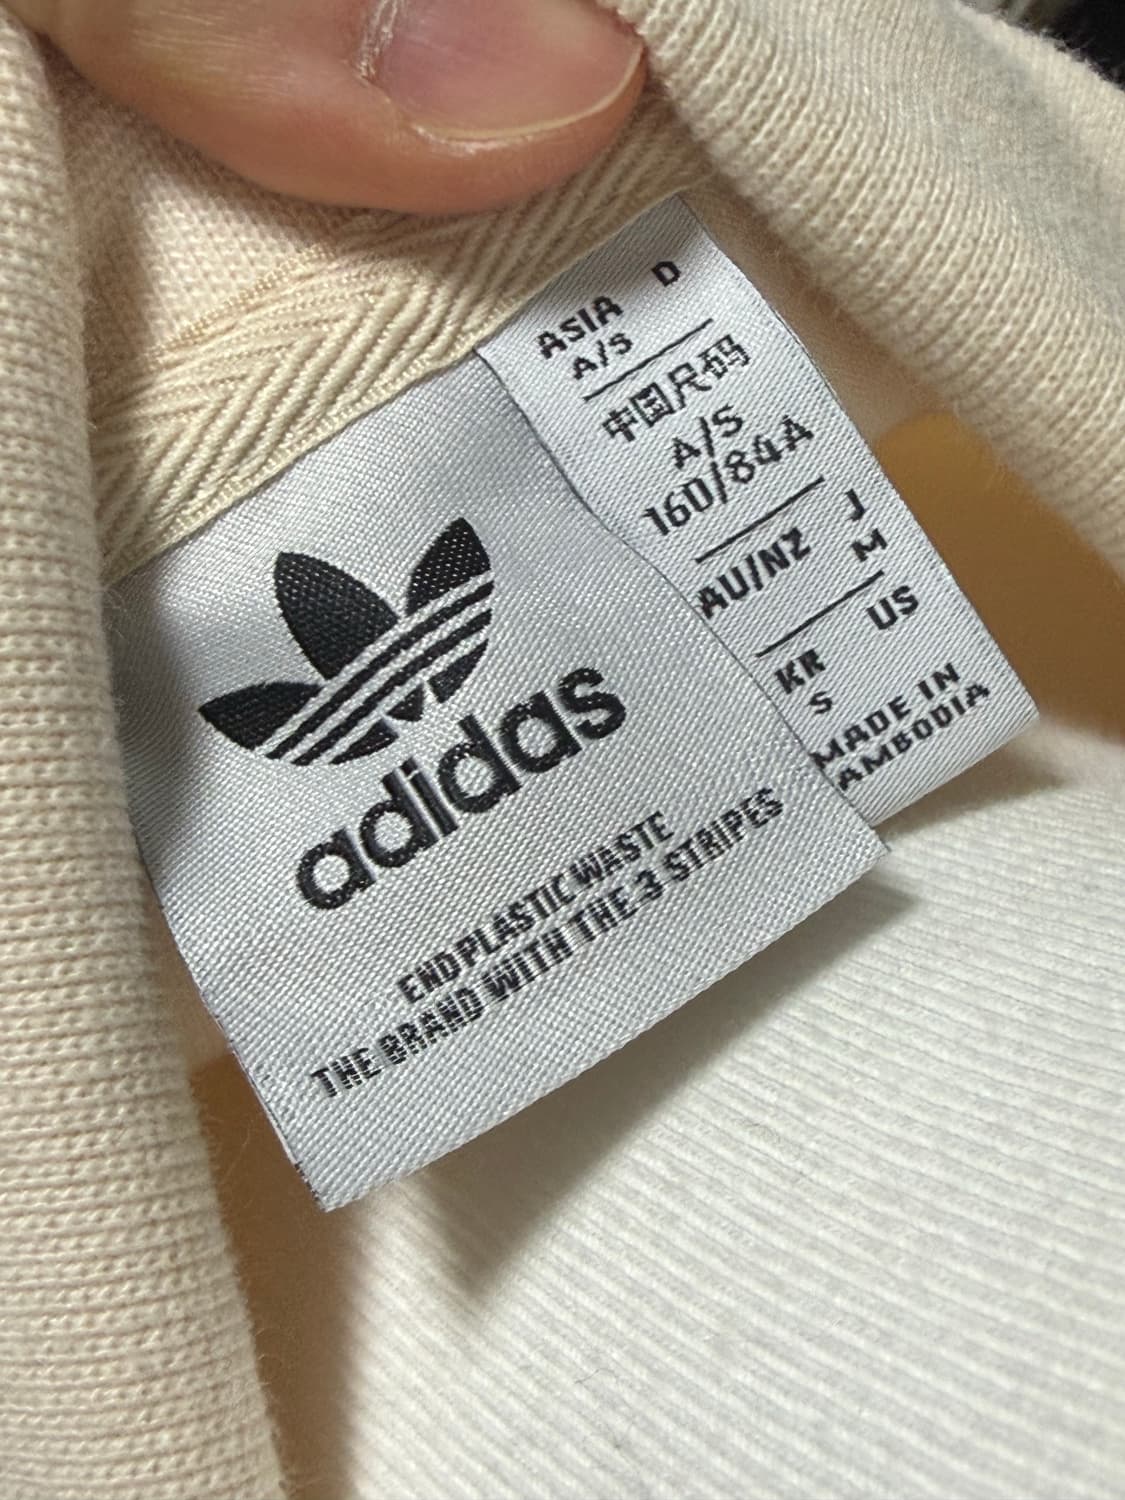 adidas
END PLASTIC WASTE
THE BRAND WITH THE 3 STRIPES
ASIA D
A/S
中国尺码
A/S
160/84A
AU/NZ J
M
KR US
S
MADE IN
AMBODIA